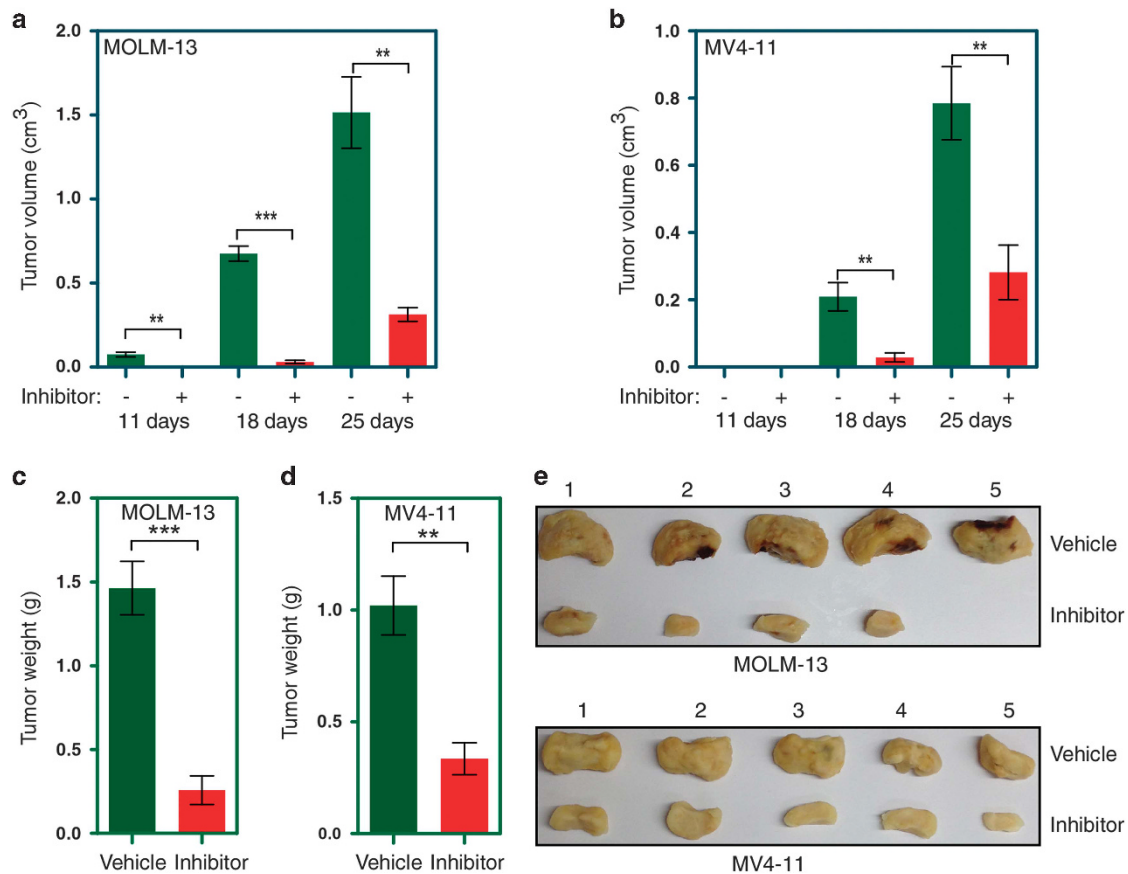 a
MOLM-13
Tumor volume (cm3)
2.0
1.5
1.0
0.5
0.0
**
***
**
Inhibitor: - + - + - +
11 days 18 days 25 days
b
MV4-11
Tumor volume (cm3)
1.0
0.8
0.6
0.4
0.2
0.0
**
**
Inhibitor: - + - + - +
11 days 18 days 25 days
c
MOLM-13
***
Tumor weight (g)
2.0
1.5
1.0
0.5
0.0
Vehicle Inhibitor
d
MV4-11
**
Tumor weight (g)
1.5
1.0
0.5
0.0
Vehicle Inhibitor
e
1 2 3 4 5
Vehicle
Inhibitor
MOLM-13
1 2 3 4 5
Vehicle
Inhibitor
MV4-11